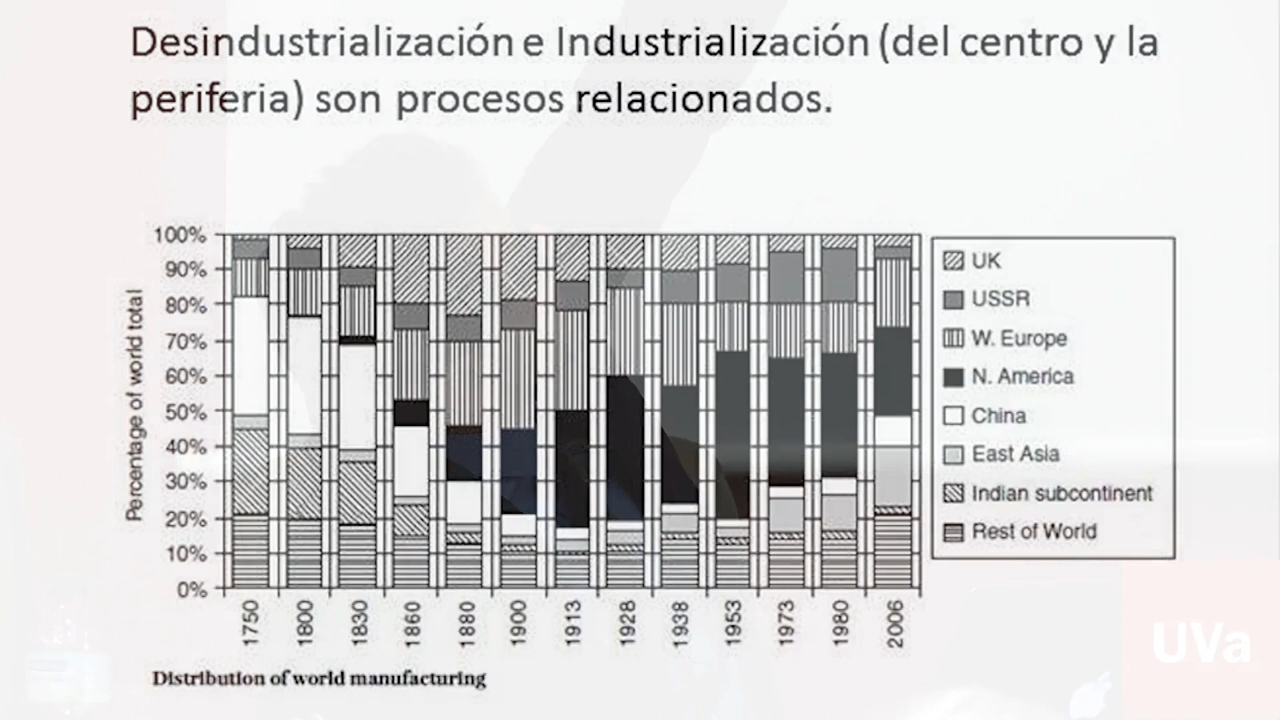 Desindustrialización e Industrialización (del centro y la
periferia) son procesos relacionados.
Percentage of world total
100%
90%
80%
70%
60%
50%
40%
30%
20%
10%
0%
1750
1800
1830
1860
1880
1900
1913
1928
1938
1953
1973
1980
2006
UK
USSR
W. Europe
N. America
China
East Asia
Indian subcontinent
Rest of World
Distribution of world manufacturing
UVa